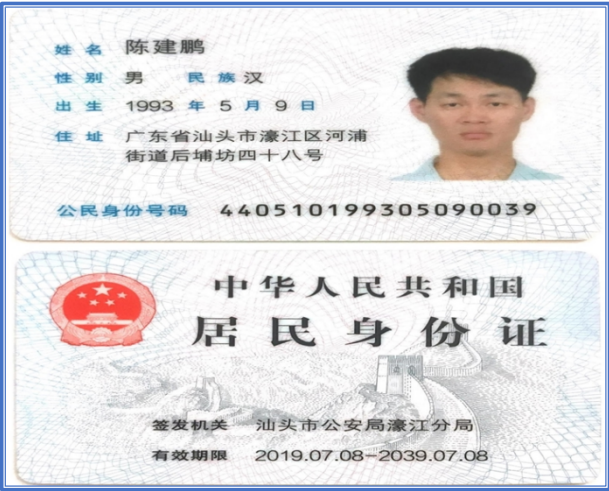 姓名 陈建鹏
性别 男 民族 汉
出生 1993 年 5 月 9 日
住址 广东省汕头市濠江区河浦
街道后埔坊四十八号
公民身份号码 440510199305090039
中华人民共和国
居民身份证
签发机关 汕头市公安局濠江分局
有效期限 2019.07.08-2039.07.08